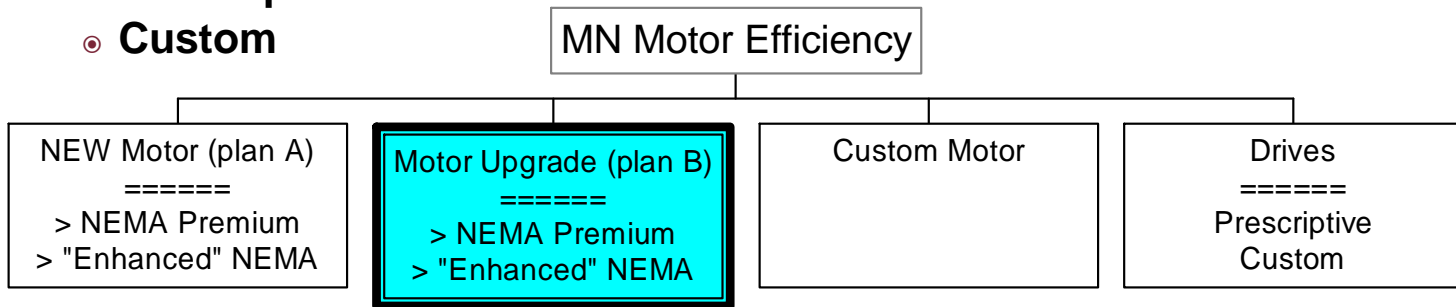 Custom
MN Motor Efficiency
NEW Motor (plan A)
======
> NEMA Premium
> "Enhanced" NEMA
Motor Upgrade (plan B)
======
> NEMA Premium
> "Enhanced" NEMA
Custom Motor
Drives
======
Prescriptive
Custom